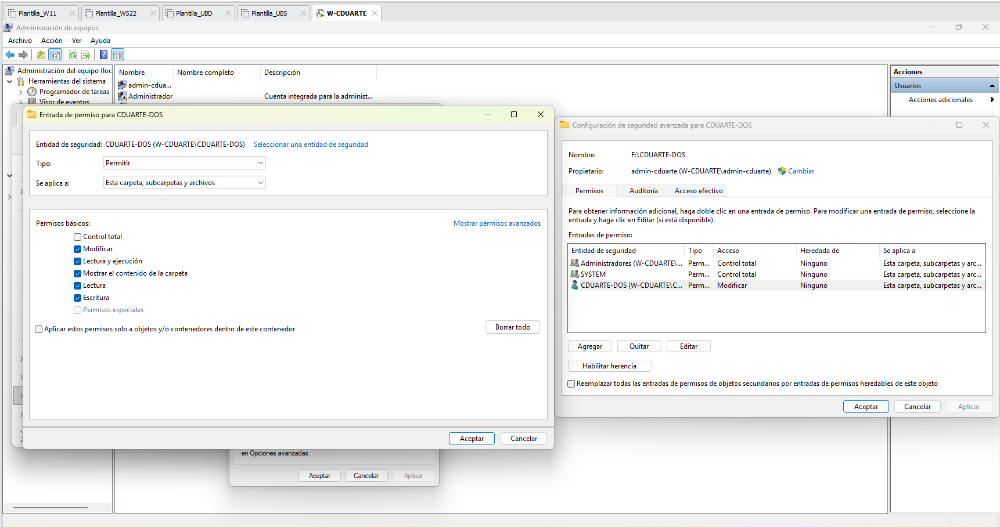 Plantilla_W11
Plantilla_WS22
Plantilla_UBD
Plantilla_UBS
W-CDUARTE
Administración de equipos
Archivo Acción Ver Ayuda
Administración del equipo (loc
Herramientas del sistema
Programador de tareas
Visor de eventos
Nombre Nombre completo Descripción
admin-cdua...
Administrador Cuenta integrada para la administ...
Acciones
Usuarios
Acciones adicionales
Entrada de permiso para CDUARTE-DOS
Entidad de seguridad: CDUARTE-DOS (W-CDUARTE\CDUARTE-DOS) Seleccionar una entidad de seguridad
Tipo: Permitir
Se aplica a: Esta carpeta, subcarpetas y archivos
Permisos básicos: Mostrar permisos avanzados
Control total
Modificar
Lectura y ejecución
Mostrar el contenido de la carpeta
Lectura
Escritura
Permisos especiales
Aplicar estos permisos solo a objetos y/o contenedores dentro de este contenedor
Borrar todo
Aceptar Cancelar
en Opciones avanzadas.
Aceptar Cancelar Aplicar
Configuración de seguridad avanzada para CDUARTE-DOS
Nombre: F:\CDUARTE-DOS
Propietario: admin-cduarte (W-CDUARTE\admin-cduarte) Cambiar
Permisos Auditoría Acceso efectivo
Para obtener información adicional, haga doble clic en una entrada de permiso. Para modificar una entrada de permiso, seleccione la
entrada y haga clic en Editar (si está disponible).
Entradas de permiso:
Entidad de seguridad Tipo Acceso Heredada de Se aplica a
Administradores (W-CDUARTE\... Perm... Control total Ninguno Esta carpeta, subcarpetas y arc...
SYSTEM Perm... Control total Ninguno Esta carpeta, subcarpetas y arc...
CDUARTE-DOS (W-CDUARTE\C... Perm... Modificar Ninguno Esta carpeta, subcarpetas y arc...
Agregar Quitar Editar
Habilitar herencia
Reemplazar todas las entradas de permisos de objetos secundarios por entradas de permisos heredables de este objeto
Aceptar Cancelar Aplicar